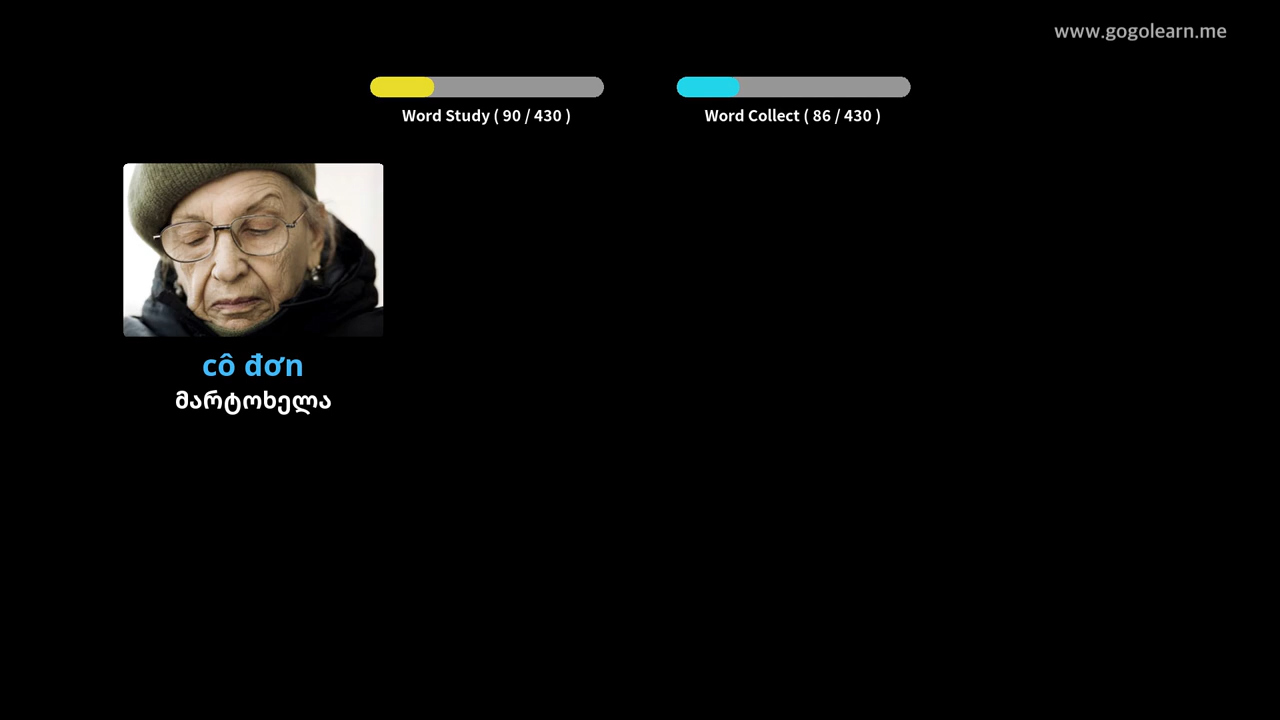 www.gogolearn.me
Word Study ( 90 / 430 )
Word Collect ( 86 / 430 )
cô đơn
მარტოხელა